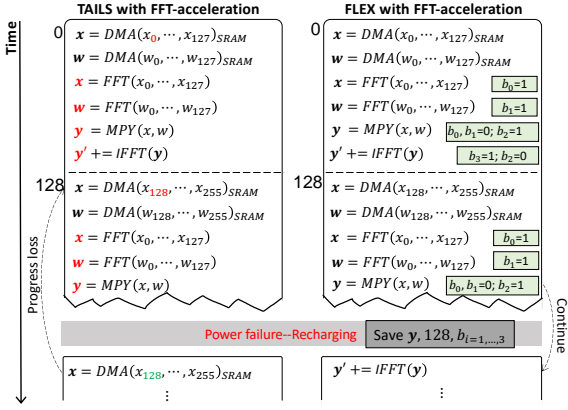 TAILS with FFT-acceleration
FLEX with FFT-acceleration
Time
0
x = DMA(x₀,⋯,x₁₂₇)SRAM
w = DMA(w₀,⋯,w₁₂₇)SRAM
x = FFT(x₀,⋯,x₁₂₇)
w = FFT(w₀,⋯,w₁₂₇)
y = MPY(x, w)
y′ += IFFT(y)
128
x = DMA(x₁₂₈,⋯,x₂₅₅)SRAM
w = DMA(w₁₂₈,⋯,w₂₅₅)SRAM
x = FFT(x₀,⋯,x₁₂₇)
w = FFT(w₀,⋯,w₁₂₇)
y = MPY(x, w)
Progress loss
0
x = DMA(x₀,⋯,x₁₂₇)SRAM
w = DMA(w₀,⋯,w₁₂₇)SRAM
x = FFT(x₀,⋯,x₁₂₇) b₀=1
w = FFT(w₀,⋯,w₁₂₇) b₁=1
y = MPY(x, w) b₀, b₁=0; b₂=1
y′ += IFFT(y) b₃=1; b₂=0
128
x = DMA(x₁₂₈,⋯,x₂₅₅)SRAM
w = DMA(w₁₂₈,⋯,w₂₅₅)SRAM
x = FFT(x₀,⋯,x₁₂₇) b₀=1
w = FFT(w₀,⋯,w₁₂₇) b₁=1
y = MPY(x, w) b₀, b₁=0; b₂=1
Continue
Power failure--Recharging
Save y, 128, bᵢ₌₁,…,₃
x = DMA(x₁₂₈,⋯,x₂₅₅)SRAM
⋮
y′ += IFFT(y)
⋮